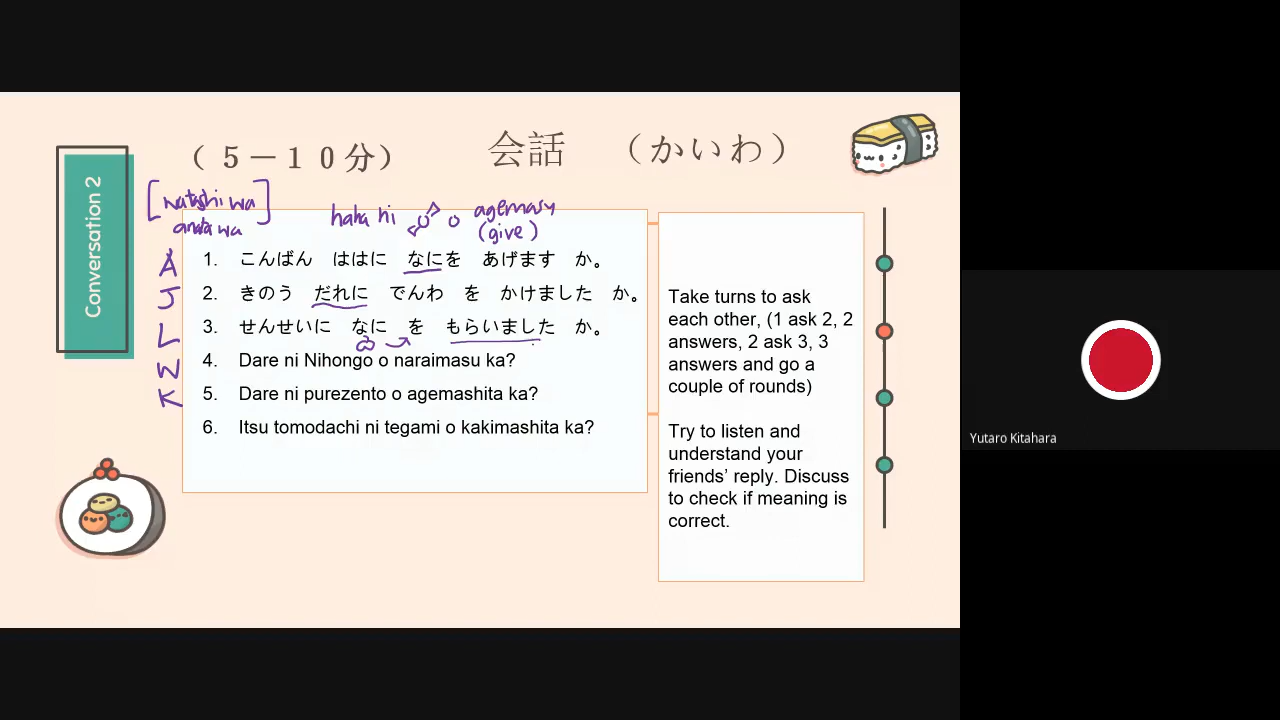 （５－１０分）
会話　（かいわ）
Conversation 2
[watashi wa]
anata wa
haha ni o agemasu
(give)
A
J
L
W
K
1. こんばん　ははに　なにを　あげます　か。
2. きのう　だれに　でんわ　を　かけました　か。
3. せんせいに　なに　を　もらいました　か。
4. Dare ni Nihongo o naraimasu ka?
5. Dare ni purezento o agemashita ka?
6. Itsu tomodachi ni tegami o kakimashita ka?
Take turns to ask
each other, (1 ask 2, 2
answers, 2 ask 3, 3
answers and go a
couple of rounds)
Try to listen and
understand your
friends’ reply. Discuss
to check if meaning is
correct.
Yutaro Kitahara